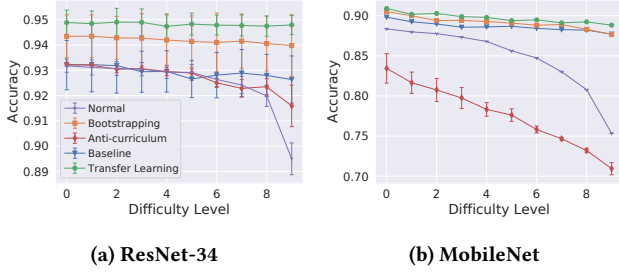 0.95
0.94
0.93
0.92
0.91
0.90
0.89
Accuracy
Normal
Bootstrapping
Anti-curriculum
Baseline
Transfer Learning
0 2 4 6 8
Difficulty Level
(a) ResNet-34
0.90
0.85
0.80
0.75
0.70
Accuracy
0 2 4 6 8
Difficulty Level
(b) MobileNet